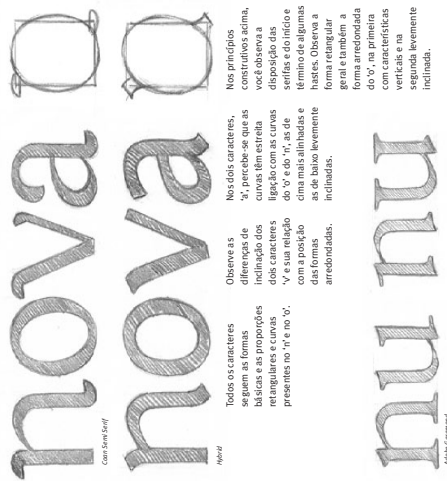 nova
Caan Semi Serif
nova
Hybrid
Todos os caracteres
seguem as formas
básicas e as proporções
retangulares e curvas
presentes no 'n' e no 'o'.
Observe as
diferenças de
inclinação dos
dois caracteres
'v' e sua relação
com a posição
das formas
arredondadas.
Nos dois caracteres,
'a', percebe-se que as
curvas têm estreita
ligação com as curvas
do 'o' e do 'n', as de
cima mais alinhadas e
as de baixo levemente
inclinadas.
Nos princípios
construtivos acima,
você observa a
disposição das
serifas e do início e
término de algumas
hastes. Observa a
forma retangular
geral e também a
forma arredondada
do 'o', na primeira
com características
verticais e na
segunda levemente
inclinada.
nu nu